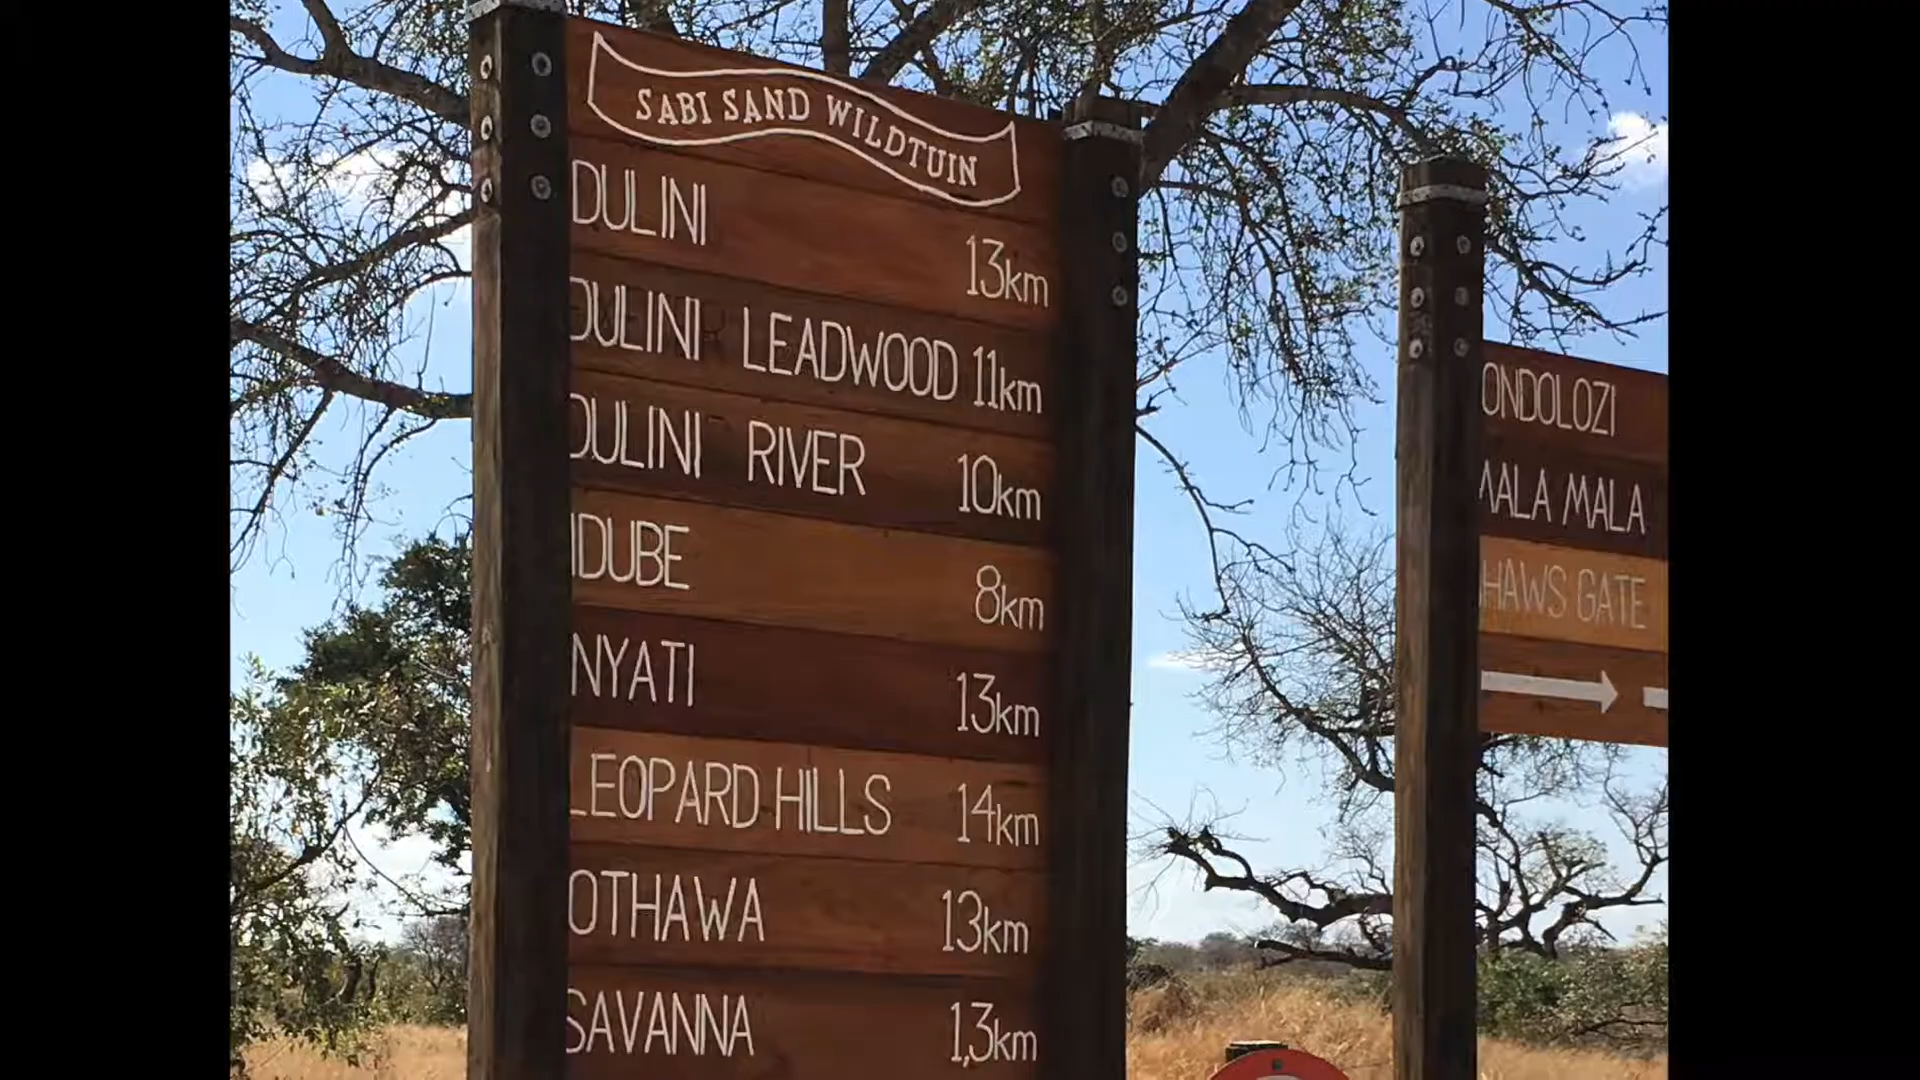 SABI SAND WILDTUIN
DULINI 13km
DULINI LEADWOOD 11km
DULINI RIVER 10km
IDUBE 8km
NYATI 13km
LEOPARD HILLS 14km
OTHAWA 13km
SAVANNA 1,3km
ONDOLOZI
MALA MALA
HAWS GATE